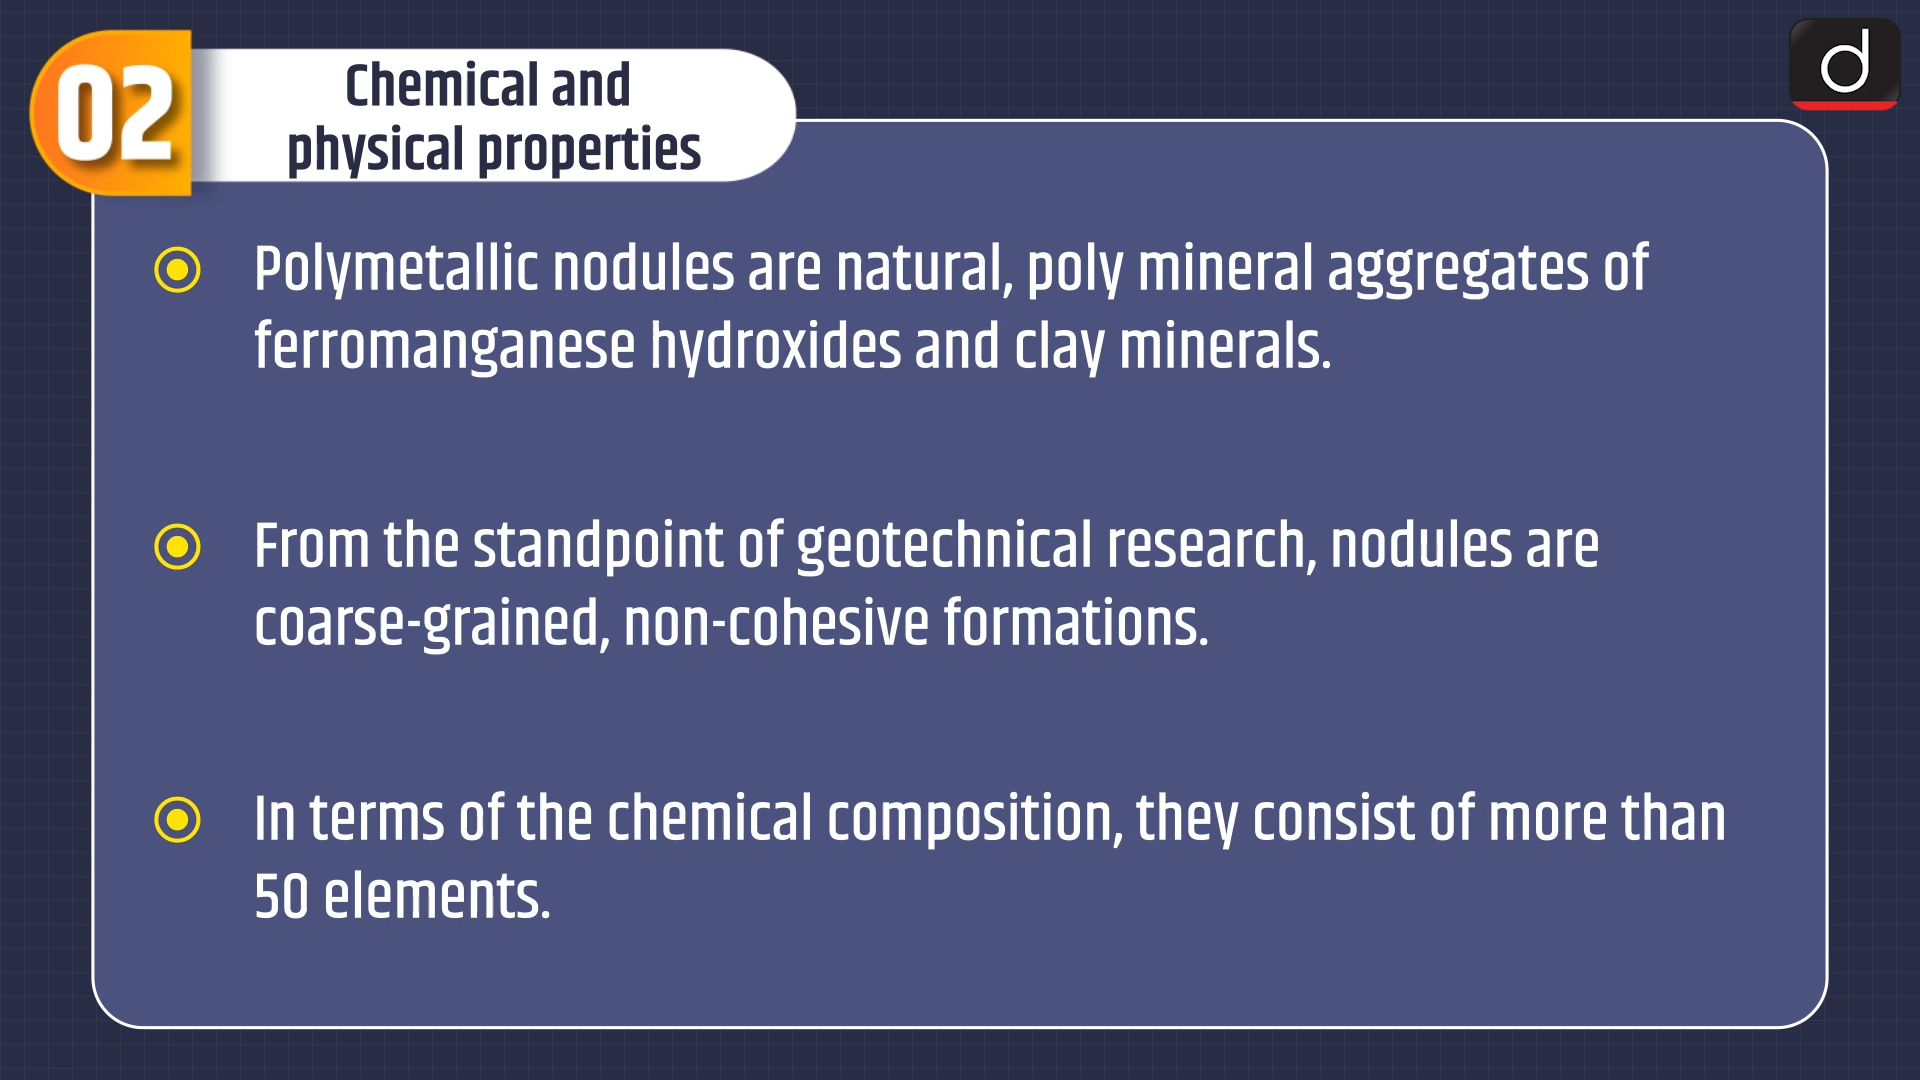 02
Chemical and
physical properties
d
Polymetallic nodules are natural, poly mineral aggregates of
ferromanganese hydroxides and clay minerals.
From the standpoint of geotechnical research, nodules are
coarse-grained, non-cohesive formations.
In terms of the chemical composition, they consist of more than
50 elements.